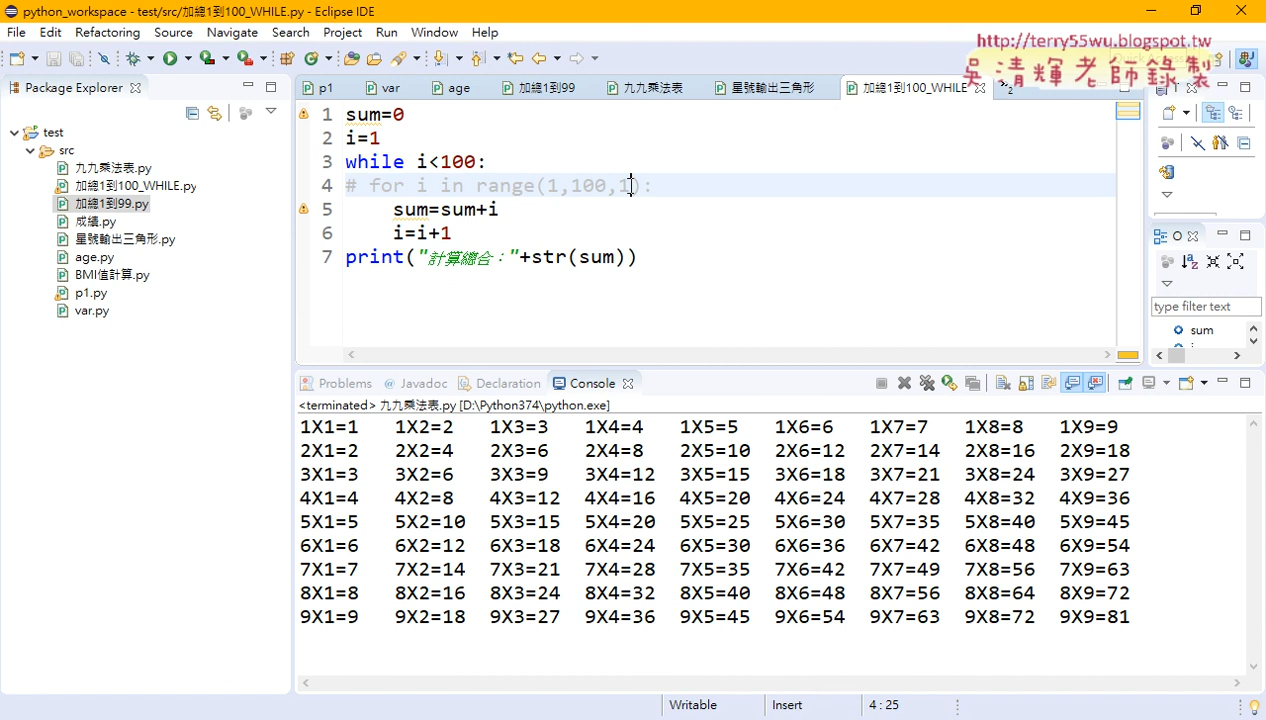 python_workspace - test/src/加總1到100_WHILE.py - Eclipse IDE
File Edit Refactoring Source Navigate Search Project Run Window Help
http://terry55wu.blogspot.tw
吳清輝老師錄製
Package Explorer
p1 var age 加總1到99 九九乘法表 星號輸出三角形 加總1到100_WHILE 2
test
src
九九乘法表.py
加總1到100_WHILE.py
加總1到99.py
成績.py
星號輸出三角形.py
age.py
BMI值計算.py
p1.py
var.py
1 sum=0
2 i=1
3 while i<100:
4 # for i in range(1,100,1):
5 sum=sum+i
6 i=i+1
7 print("計算總合："+str(sum))
type filter text
sum
Problems Javadoc Declaration Console
<terminated> 九九乘法表.py [D:\Python374\python.exe]
1X1=1 1X2=2 1X3=3 1X4=4 1X5=5 1X6=6 1X7=7 1X8=8 1X9=9
2X1=2 2X2=4 2X3=6 2X4=8 2X5=10 2X6=12 2X7=14 2X8=16 2X9=18
3X1=3 3X2=6 3X3=9 3X4=12 3X5=15 3X6=18 3X7=21 3X8=24 3X9=27
4X1=4 4X2=8 4X3=12 4X4=16 4X5=20 4X6=24 4X7=28 4X8=32 4X9=36
5X1=5 5X2=10 5X3=15 5X4=20 5X5=25 5X6=30 5X7=35 5X8=40 5X9=45
6X1=6 6X2=12 6X3=18 6X4=24 6X5=30 6X6=36 6X7=42 6X8=48 6X9=54
7X1=7 7X2=14 7X3=21 7X4=28 7X5=35 7X6=42 7X7=49 7X8=56 7X9=63
8X1=8 8X2=16 8X3=24 8X4=32 8X5=40 8X6=48 8X7=56 8X8=64 8X9=72
9X1=9 9X2=18 9X3=27 9X4=36 9X5=45 9X6=54 9X7=63 9X8=72 9X9=81
Writable Insert 4 : 25